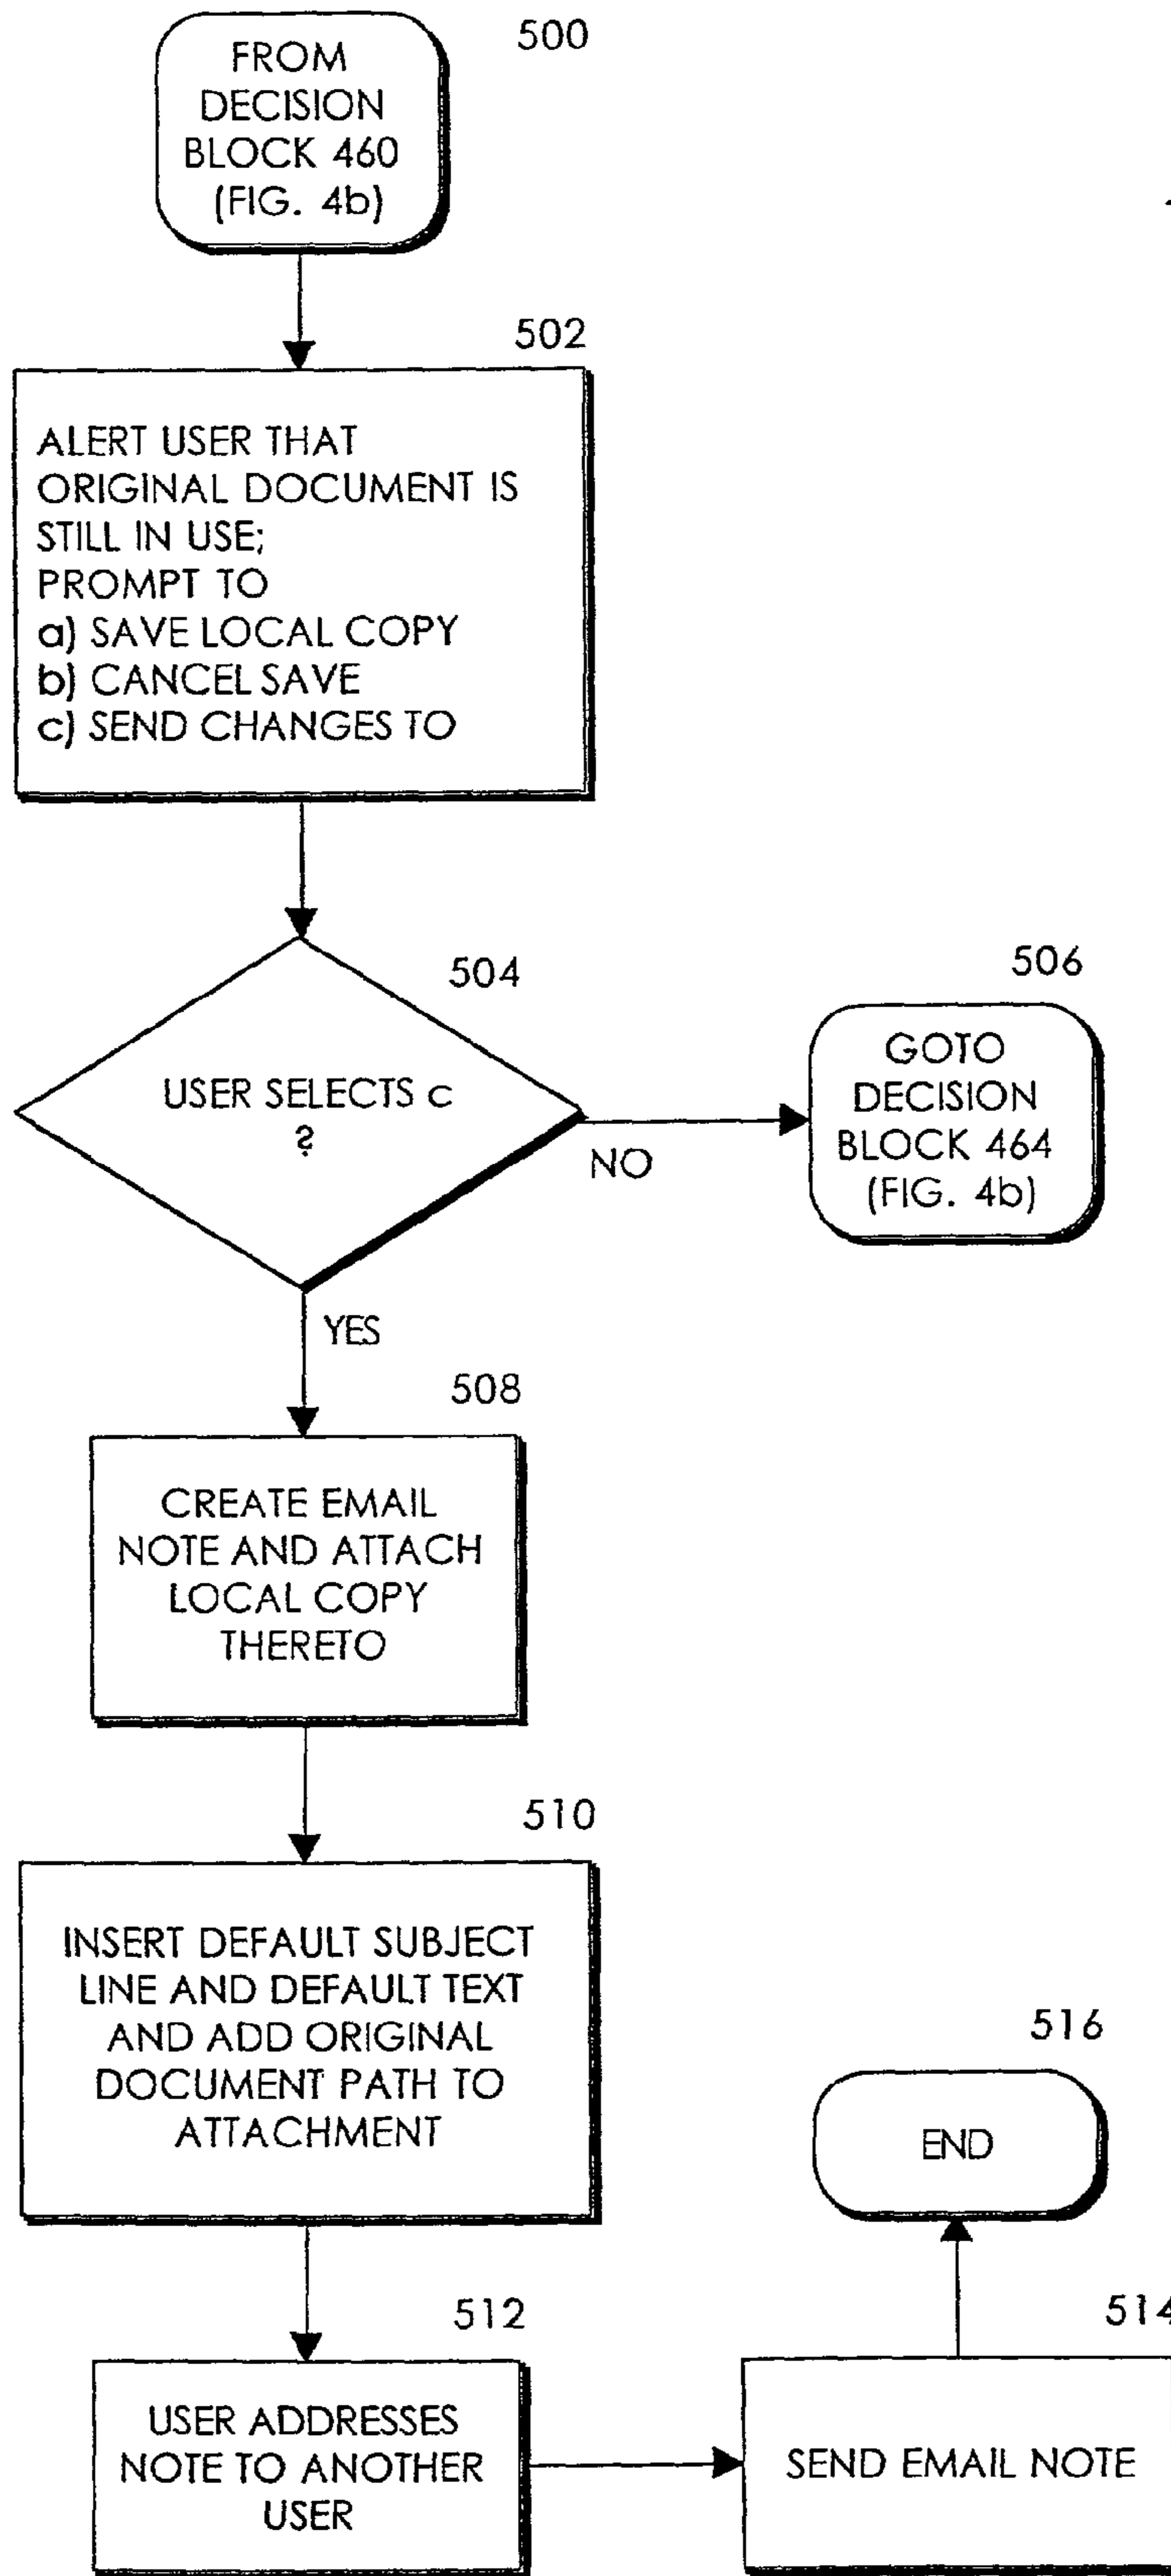 500
FROM
DECISION
BLOCK 460
(FIG. 4b)
502
ALERT USER THAT
ORIGINAL DOCUMENT IS
STILL IN USE;
PROMPT TO
a) SAVE LOCAL COPY
b) CANCEL SAVE
c) SEND CHANGES TO
504
USER SELECTS c
?
NO
506
GOTO
DECISION
BLOCK 464
(FIG. 4b)
YES
508
CREATE EMAIL
NOTE AND ATTACH
LOCAL COPY
THERETO
510
INSERT DEFAULT SUBJECT
LINE AND DEFAULT TEXT
AND ADD ORIGINAL
DOCUMENT PATH TO
ATTACHMENT
512
USER ADDRESSES
NOTE TO ANOTHER
USER
514
SEND EMAIL NOTE
516
END